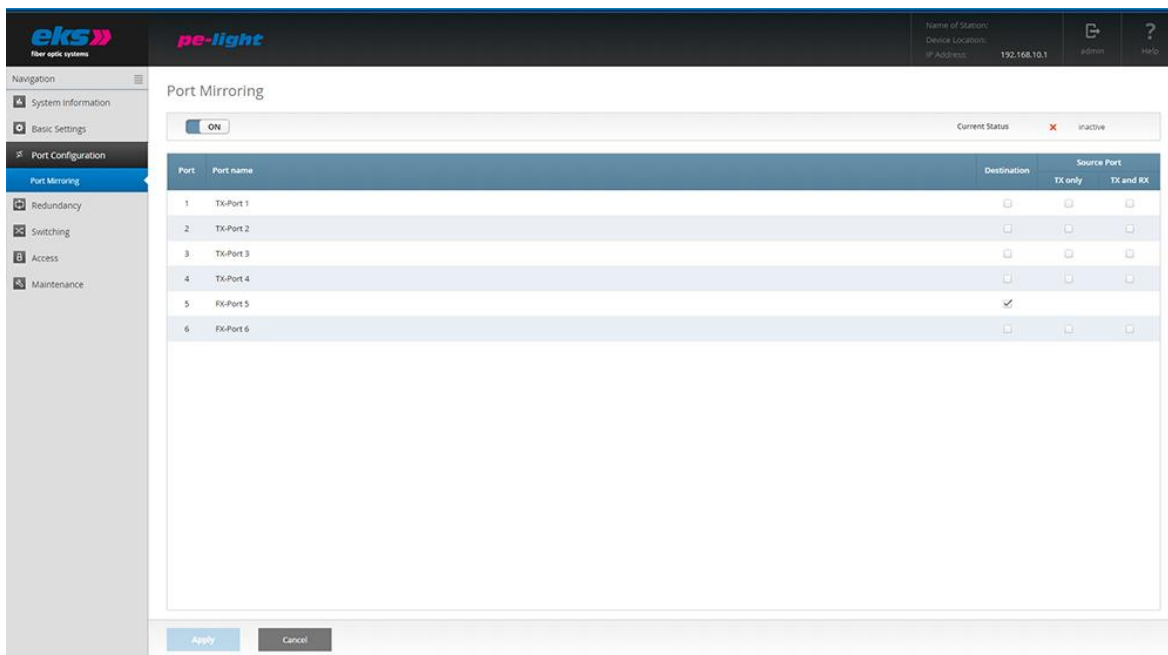 eks
fiber optic systems
pe-light
Name of Station:
Device Location:
IP Address: 192.168.10.1
admin
?
Help
Navigation
System information
Basic Settings
Port Configuration
Port Mirroring
Redundancy
Switching
Access
Maintenance
Port Mirroring
ON
Current Status inactive
Port Port name Destination Source Port
TX only TX and RX
1 TX-Port 1
2 TX-Port 2
3 TX-Port 3
4 TX-Port 4
5 FX-Port 5
6 FX-Port 6
Apply Cancel